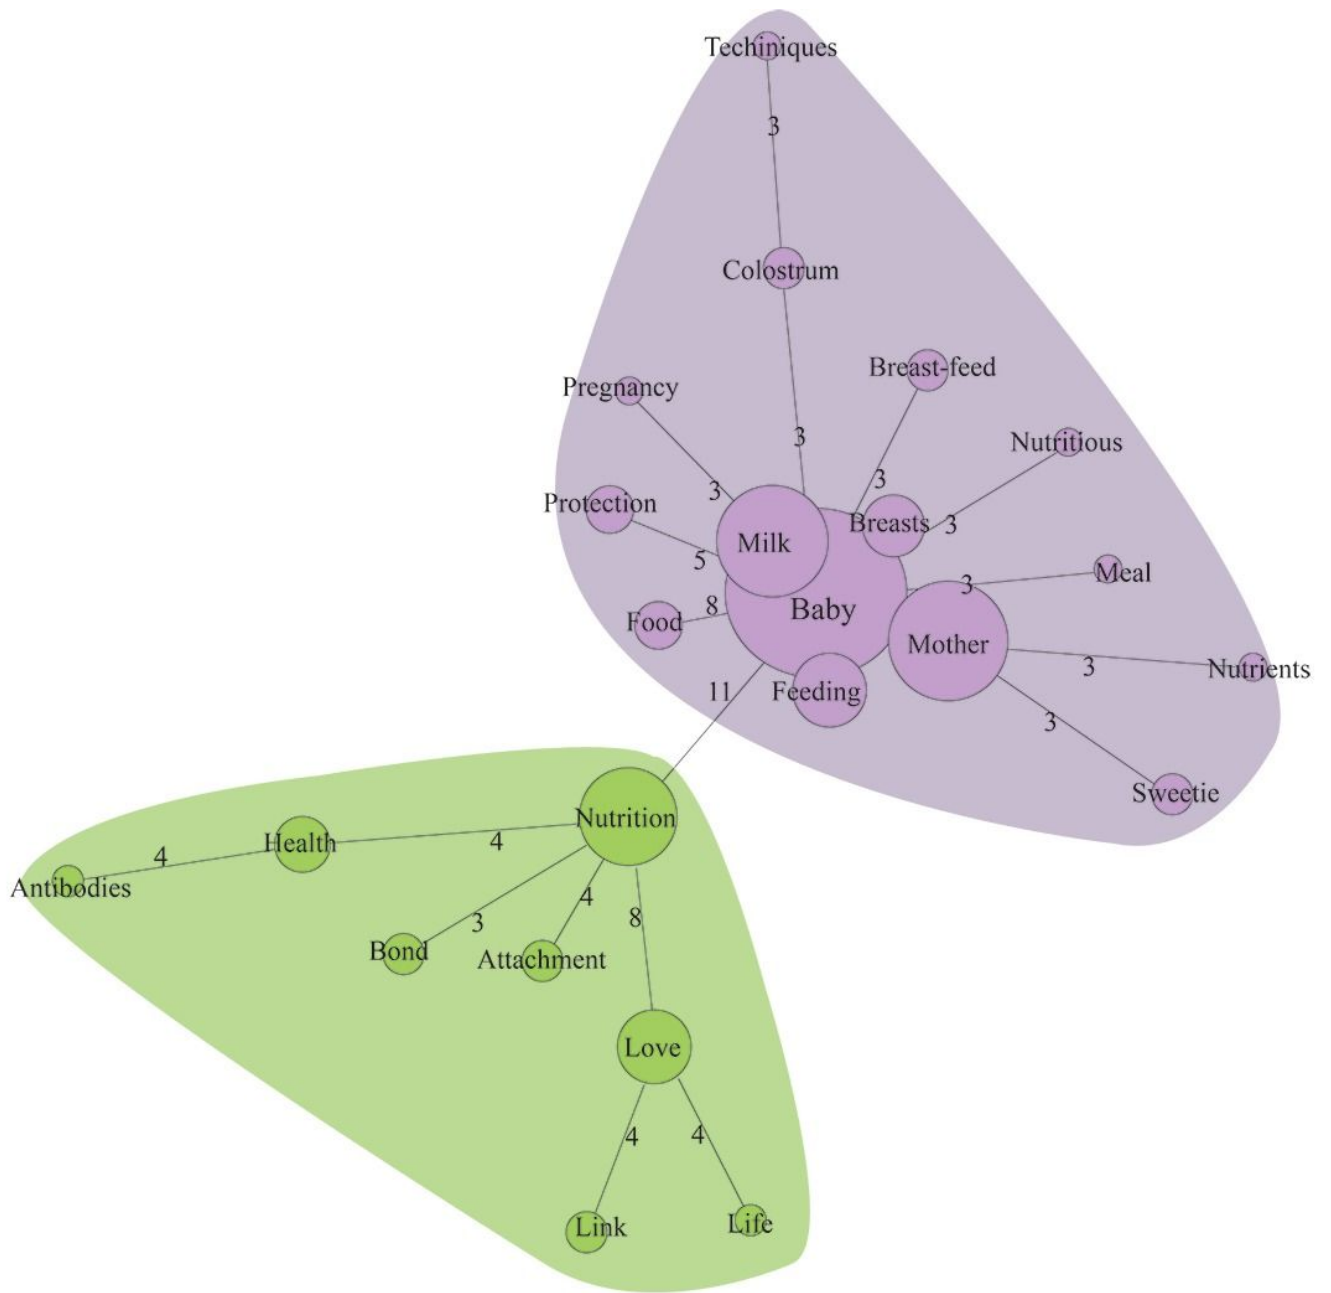 Techiniques
3
Colostrum
Breast-feed
Pregnancy
3
Nutritious
3
3
Protection
Breasts
3
Milk
5
Meal
3
8
Baby
Food
Mother
3
Nutrients
11
Feeding
3
Sweetie
Nutrition
Health
4
4
Antibodies
4
3
8
Bond
Attachment
Love
4
4
Link
Life